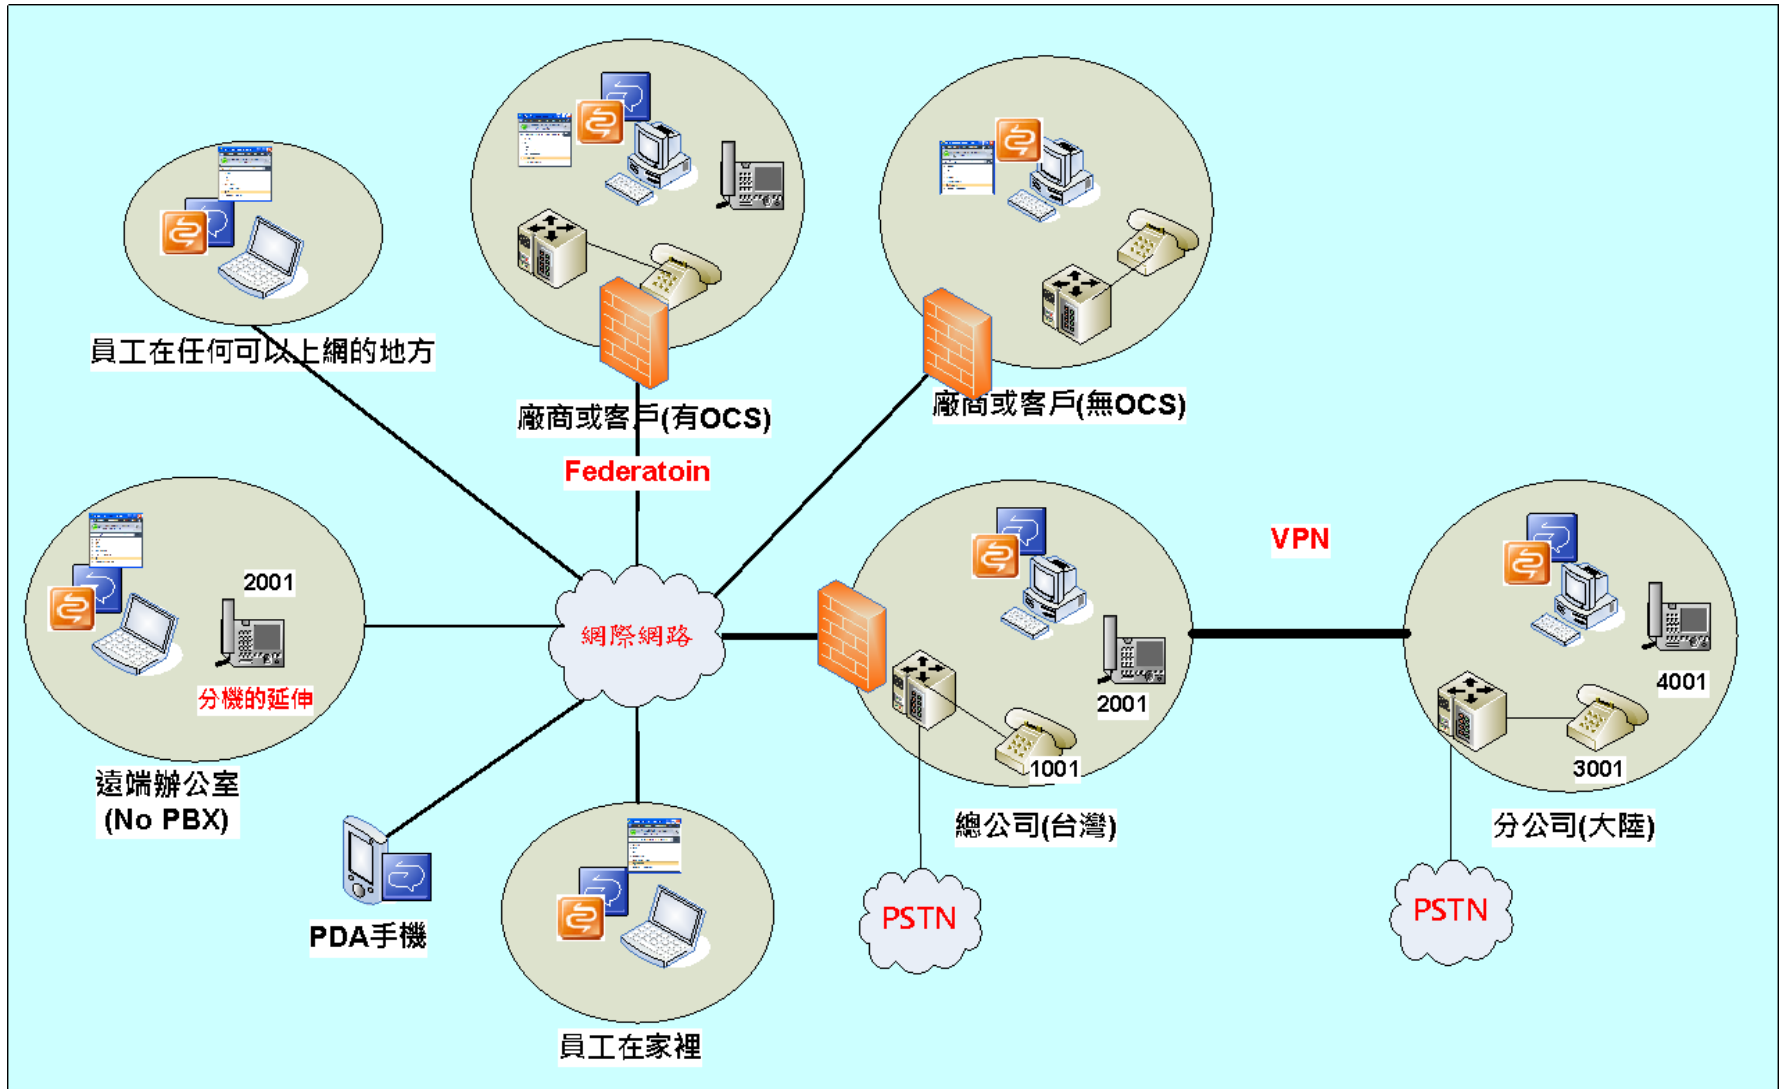 員工在任何可以上網的地方
廠商或客戶(有OCS)
廠商或客戶(無OCS)
Federatoin
VPN
2001
分機的延伸
網際網路
2001
1001
4001
3001
遠端辦公室
(No PBX)
總公司(台灣)
分公司(大陸)
PDA手機
PSTN
PSTN
員工在家裡